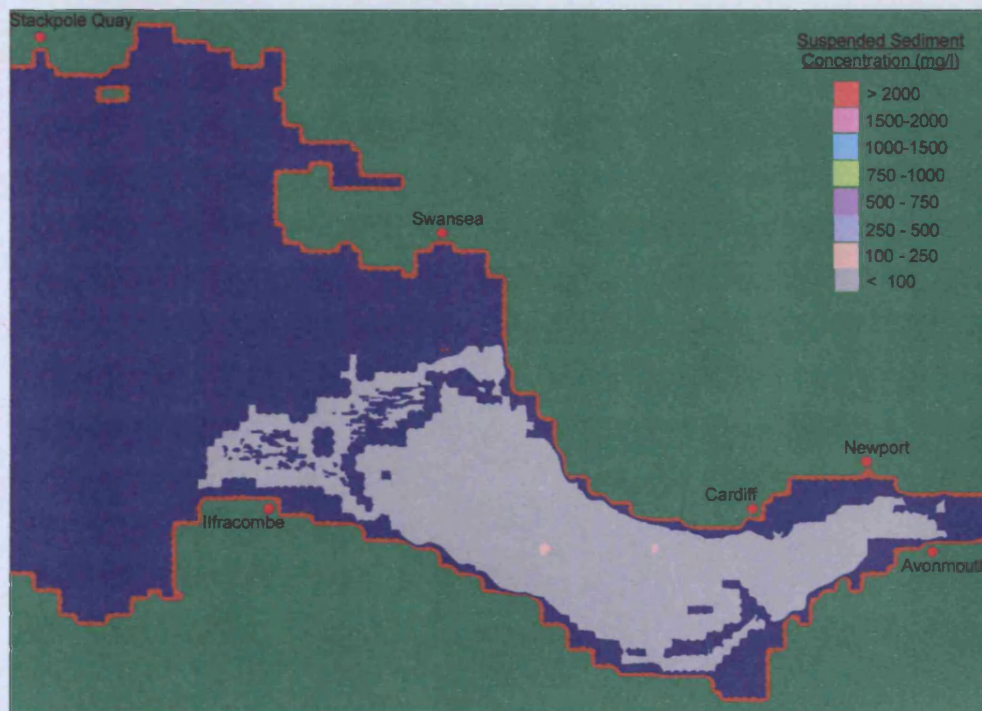 Stackpole Quay
Suspended Sediment
Concentration (mg/l)
> 2000
1500-2000
1000-1500
750 -1000
500 - 750
250 - 500
100 - 250
< 100
Swansea
Newport
Cardiff
Ilfracombe
Avonmouth